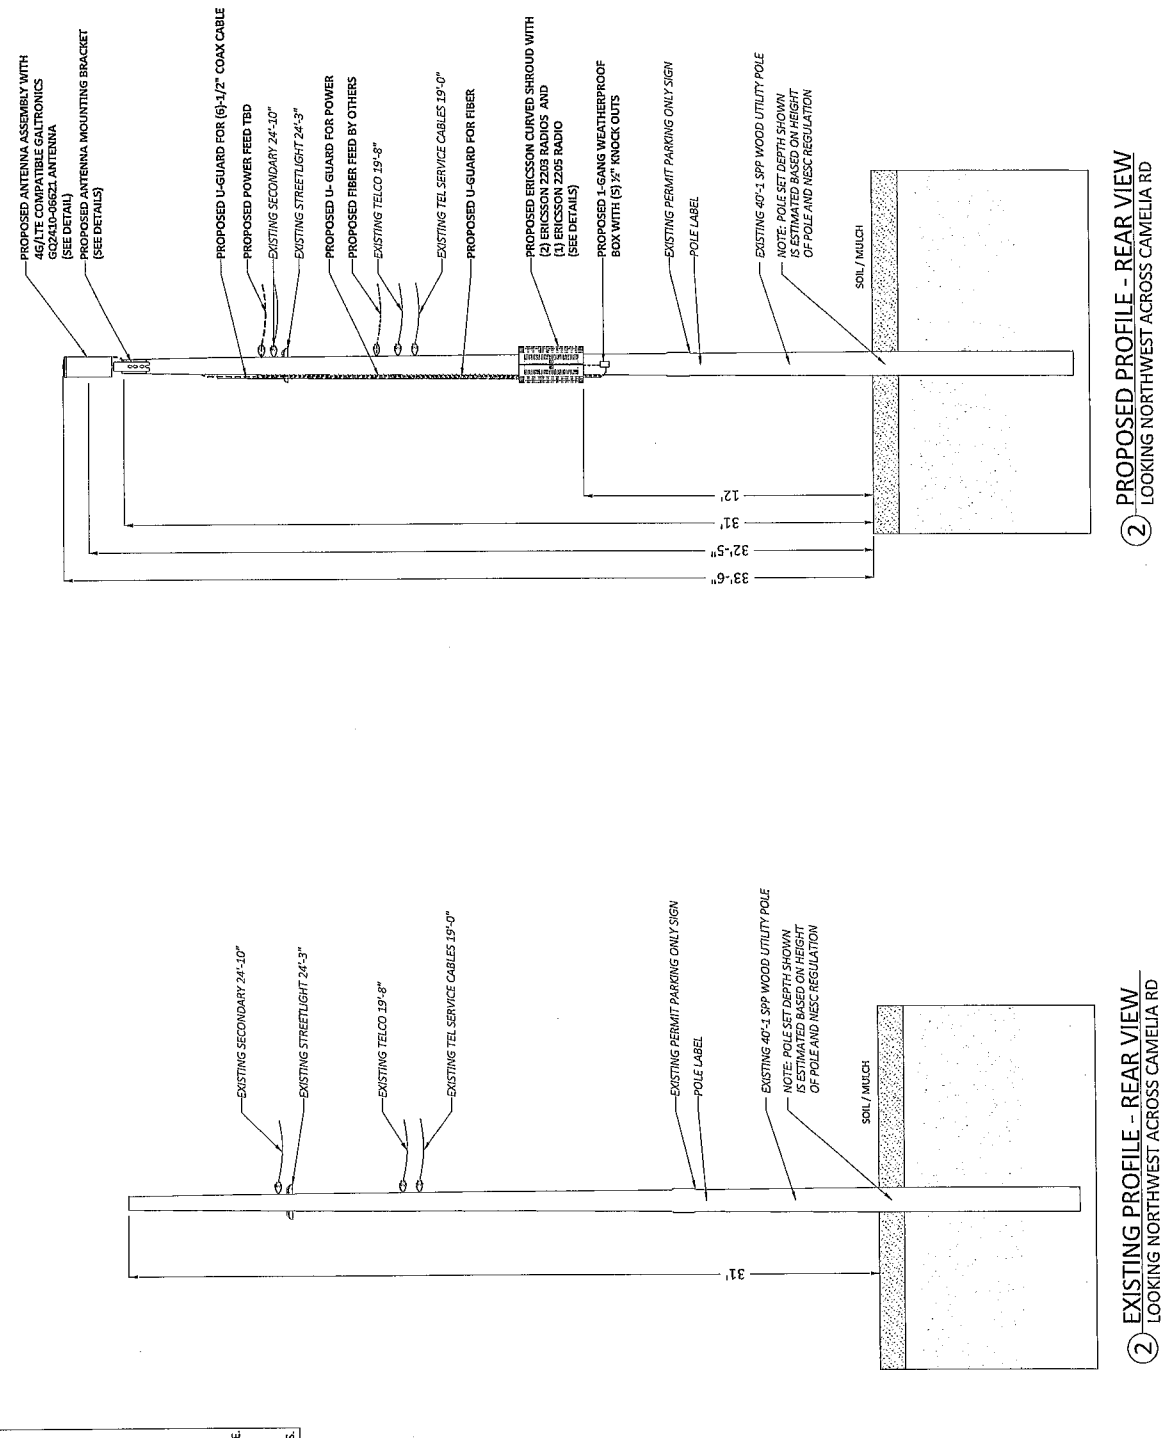 EXISTING SECONDARY 24'-10"
EXISTING STREETLIGHT 24'-3"
EXISTING TELCO 19'-8"
EXISTING TEL SERVICE CABLES 19'-0"
EXISTING PERMIT PARKING ONLY SIGN
POLE LABEL
EXISTING 40'-1 SPP WOOD UTILITY POLE
NOTE: POLE SET DEPTH SHOWN
IS ESTIMATED BASED ON HEIGHT
OF POLE AND NESC REGULATION
SOIL / MULCH
31'
2 EXISTING PROFILE - REAR VIEW
LOOKING NORTHWEST ACROSS CAMELIA RD
PROPOSED ANTENNA ASSEMBLY WITH
4G/LTE COMPATIBLE GALTRONICS
GQ2410-06621 ANTENNA
(SEE DETAIL)
PROPOSED ANTENNA MOUNTING BRACKET
(SEE DETAILS)
PROPOSED U-GUARD FOR (6)-1/2" COAX CABLE
PROPOSED POWER FEED TBD
EXISTING SECONDARY 24'-10"
EXISTING STREETLIGHT 24'-3"
PROPOSED U- GUARD FOR POWER
PROPOSED FIBER FEED BY OTHERS
EXISTING TELCO 19'-8"
EXISTING TEL SERVICE CABLES 19'-0"
PROPOSED U-GUARD FOR FIBER
PROPOSED ERICSSON CURVED SHROUD WITH
(2) ERICSSON 2203 RADIOS AND
(1) ERICSSON 2205 RADIO
(SEE DETAILS)
PROPOSED 1-GANG WEATHERPROOF
BOX WITH (5) ½" KNOCK OUTS
EXISTING PERMIT PARKING ONLY SIGN
POLE LABEL
EXISTING 40'-1 SPP WOOD UTILITY POLE
NOTE: POLE SET DEPTH SHOWN
IS ESTIMATED BASED ON HEIGHT
OF POLE AND NESC REGULATION
SOIL / MULCH
12'
31'
32'-5"
33'-6"
2 PROPOSED PROFILE - REAR VIEW
LOOKING NORTHWEST ACROSS CAMELIA RD